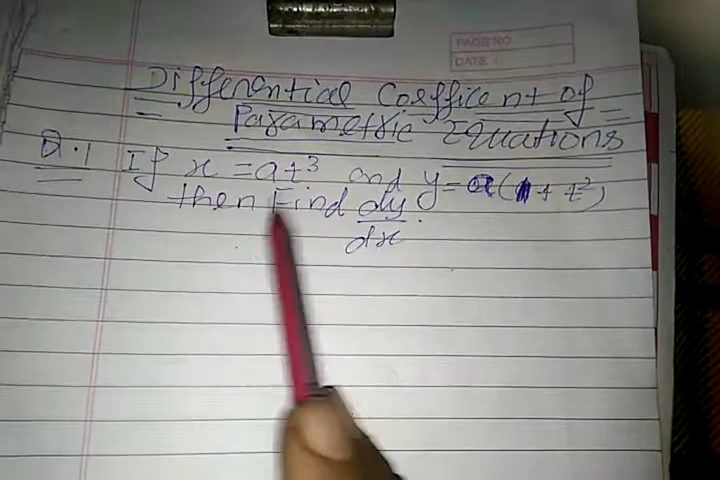 PAGE NO
DATE :
Differential Coefficent of
Parametric Equations
Q.1 If x = at³ and y = a(1 + t²)
then Find dy/dx.